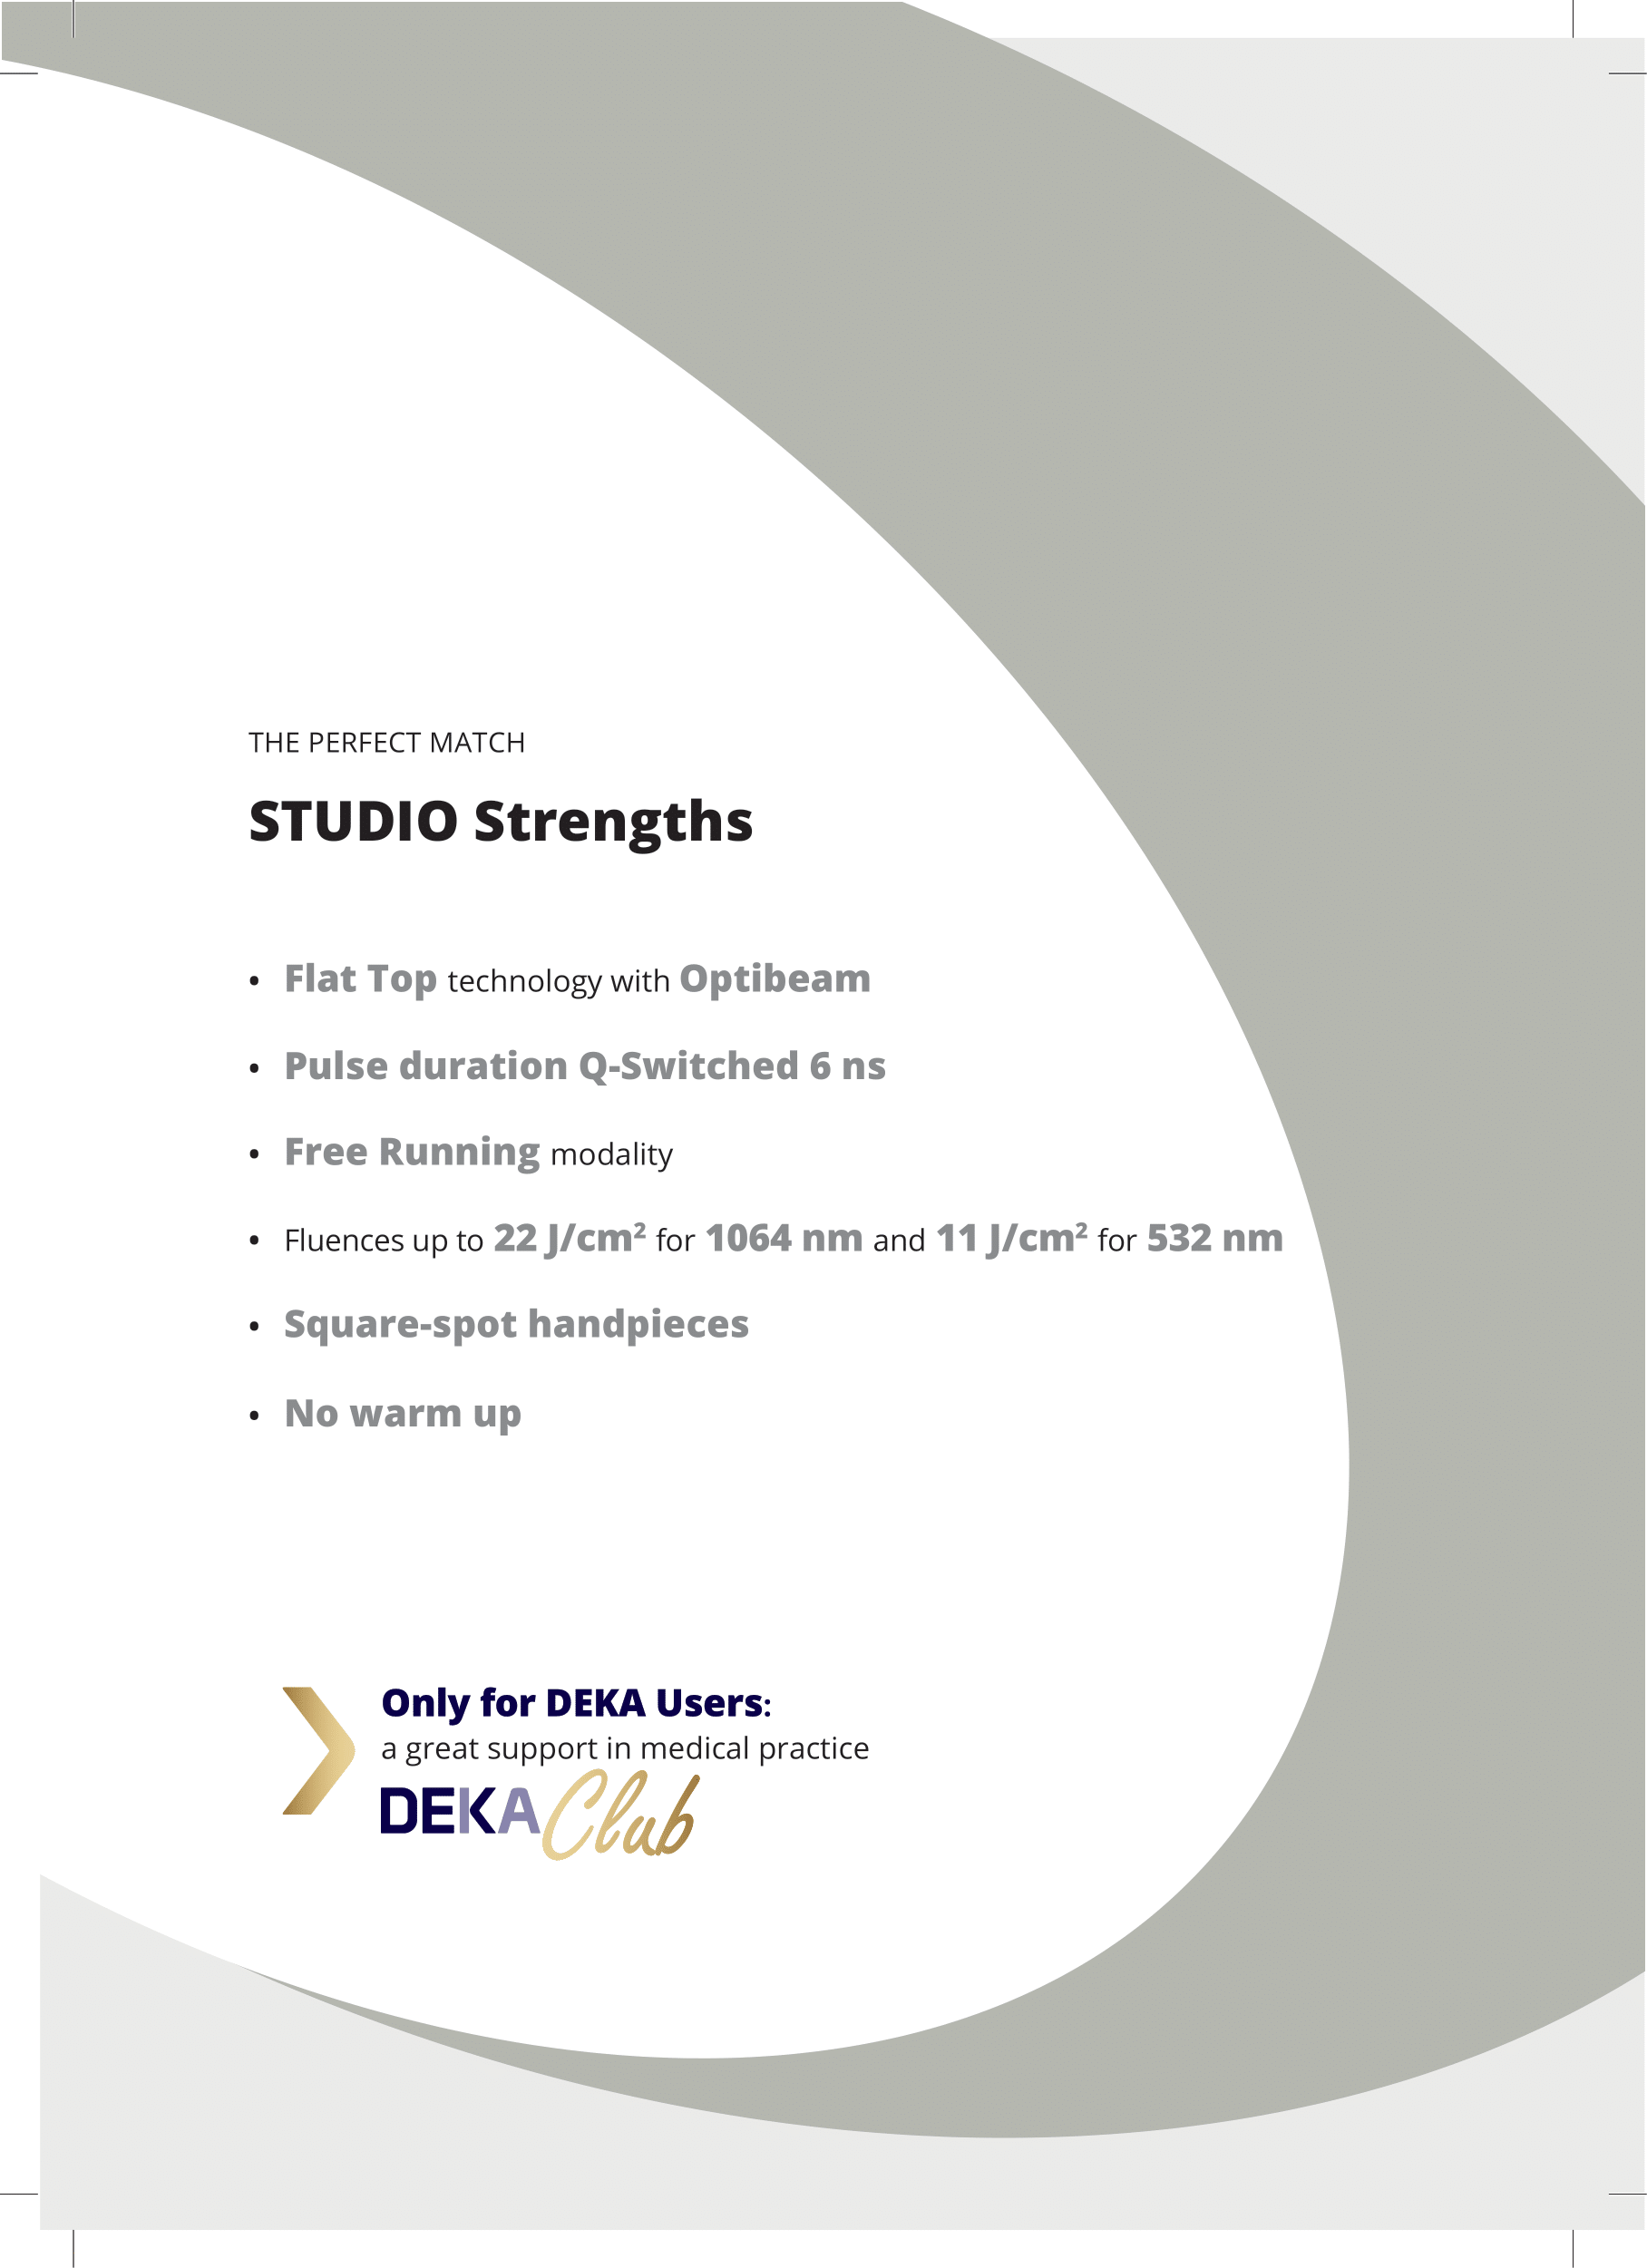 THE PERFECT MATCH
STUDIO Strengths
• Flat Top technology with Optibeam
• Pulse duration Q-Switched 6 ns
• Free Running modality
• Fluences up to 22 J/cm² for 1064 nm and 11 J/cm² for 532 nm
• Square-spot handpieces
• No warm up
Only for DEKA Users:
a great support in medical practice
DEKA Club